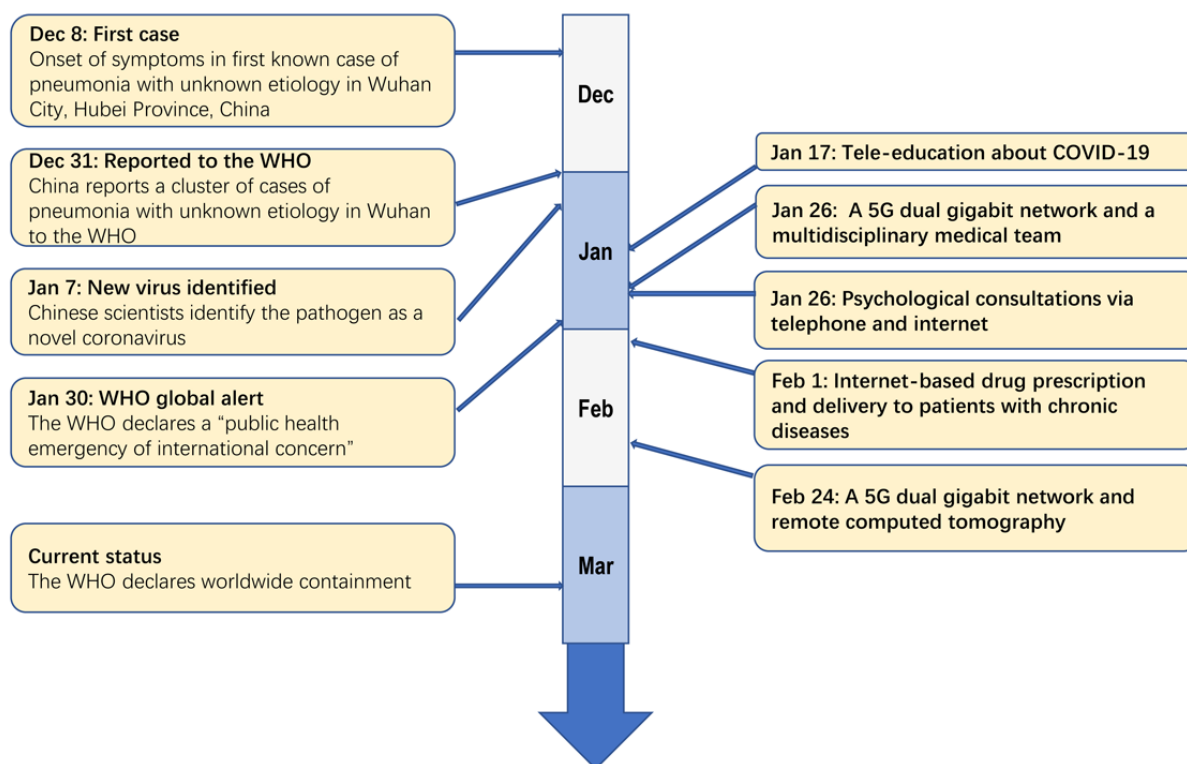 Dec 8: First case
Onset of symptoms in first known case of
pneumonia with unknown etiology in Wuhan
City, Hubei Province, China
Dec 31: Reported to the WHO
China reports a cluster of cases of
pneumonia with unknown etiology in Wuhan
to the WHO
Jan 7: New virus identified
Chinese scientists identify the pathogen as a
novel coronavirus
Jan 30: WHO global alert
The WHO declares a “public health
emergency of international concern”
Current status
The WHO declares worldwide containment
Dec
Jan
Feb
Mar
Jan 17: Tele-education about COVID-19
Jan 26: A 5G dual gigabit network and a
multidisciplinary medical team
Jan 26: Psychological consultations via
telephone and internet
Feb 1: Internet-based drug prescription
and delivery to patients with chronic
diseases
Feb 24: A 5G dual gigabit network and
remote computed tomography